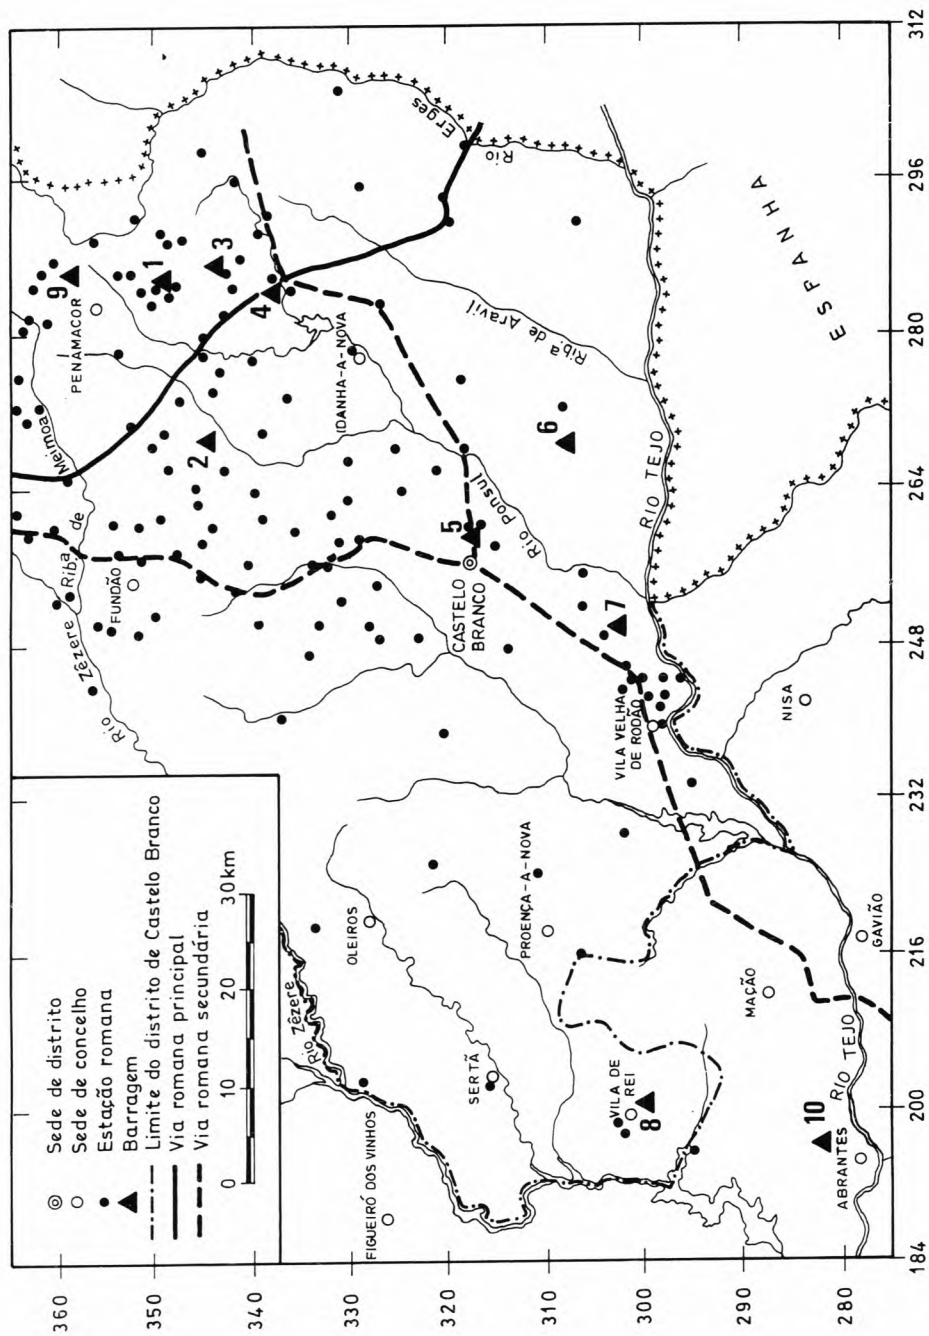 Sede de distrito
Sede de concelho
Estação romana
Barragem
Limite do distrito de Castelo Branco
Via romana principal
Via romana secundária
0 10 20 30 km
360
350
340
330
320
310
300
290
280
184
200
216
232
248
264
280
296
312
Rio Zêzere
Rib.ª de Meimoa
PENAMACOR
9
1
3
4
2
FUNDÃO
IDANHA-A-NOVA
Rio Erges
Rib.ª de Aravil
6
5
Rio Ponsul
CASTELO
BRANCO
7
RIO TEJO
ESPANHA
VILA VELHA
DE RODÃO
NISA
Rio Zêzere
OLEIROS
PROENÇA-A-NOVA
SERTÃ
FIGUEIRÓ DOS VINHOS
VILA DE
REI
8
MAÇÃO
GAVIÃO
RIO TEJO
10
ABRANTES